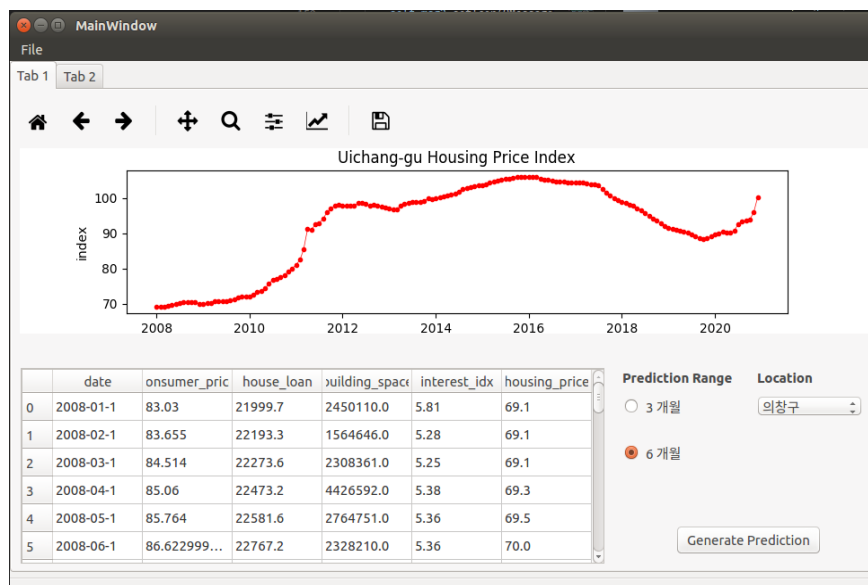 MainWindow
File
Tab 1 Tab 2
Uichang-gu Housing Price Index
index
100
90
80
70
2008 2010 2012 2014 2016 2018 2020
date onsumer_pric house_loan building_space interest_idx housing_price
0 2008-01-1 83.03 21999.7 2450110.0 5.81 69.1
1 2008-02-1 83.655 22193.3 1564646.0 5.28 69.1
2 2008-03-1 84.514 22273.6 2308361.0 5.25 69.1
3 2008-04-1 85.06 22473.2 4426592.0 5.38 69.3
4 2008-05-1 85.764 22581.6 2764751.0 5.36 69.5
5 2008-06-1 86.622999... 22767.2 2328210.0 5.36 70.0
Prediction Range Location
3 개월 의창구
6 개월
Generate Prediction